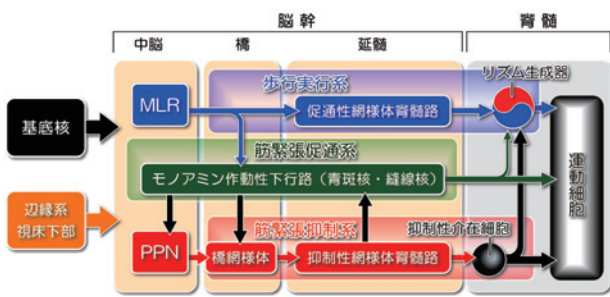 脳幹
脊髄
中脳
橋
延髄
歩行実行系
リズム生成器
MLR
促通性網様体脊髄路
基底核
筋緊張促通系
モノアミン作動性下行路(青斑核・縫線核)
運動細胞
辺縁系
視床下部
筋緊張抑制系
抑制性介在細胞
PPN
橋網様体
抑制性網様体脊髄路